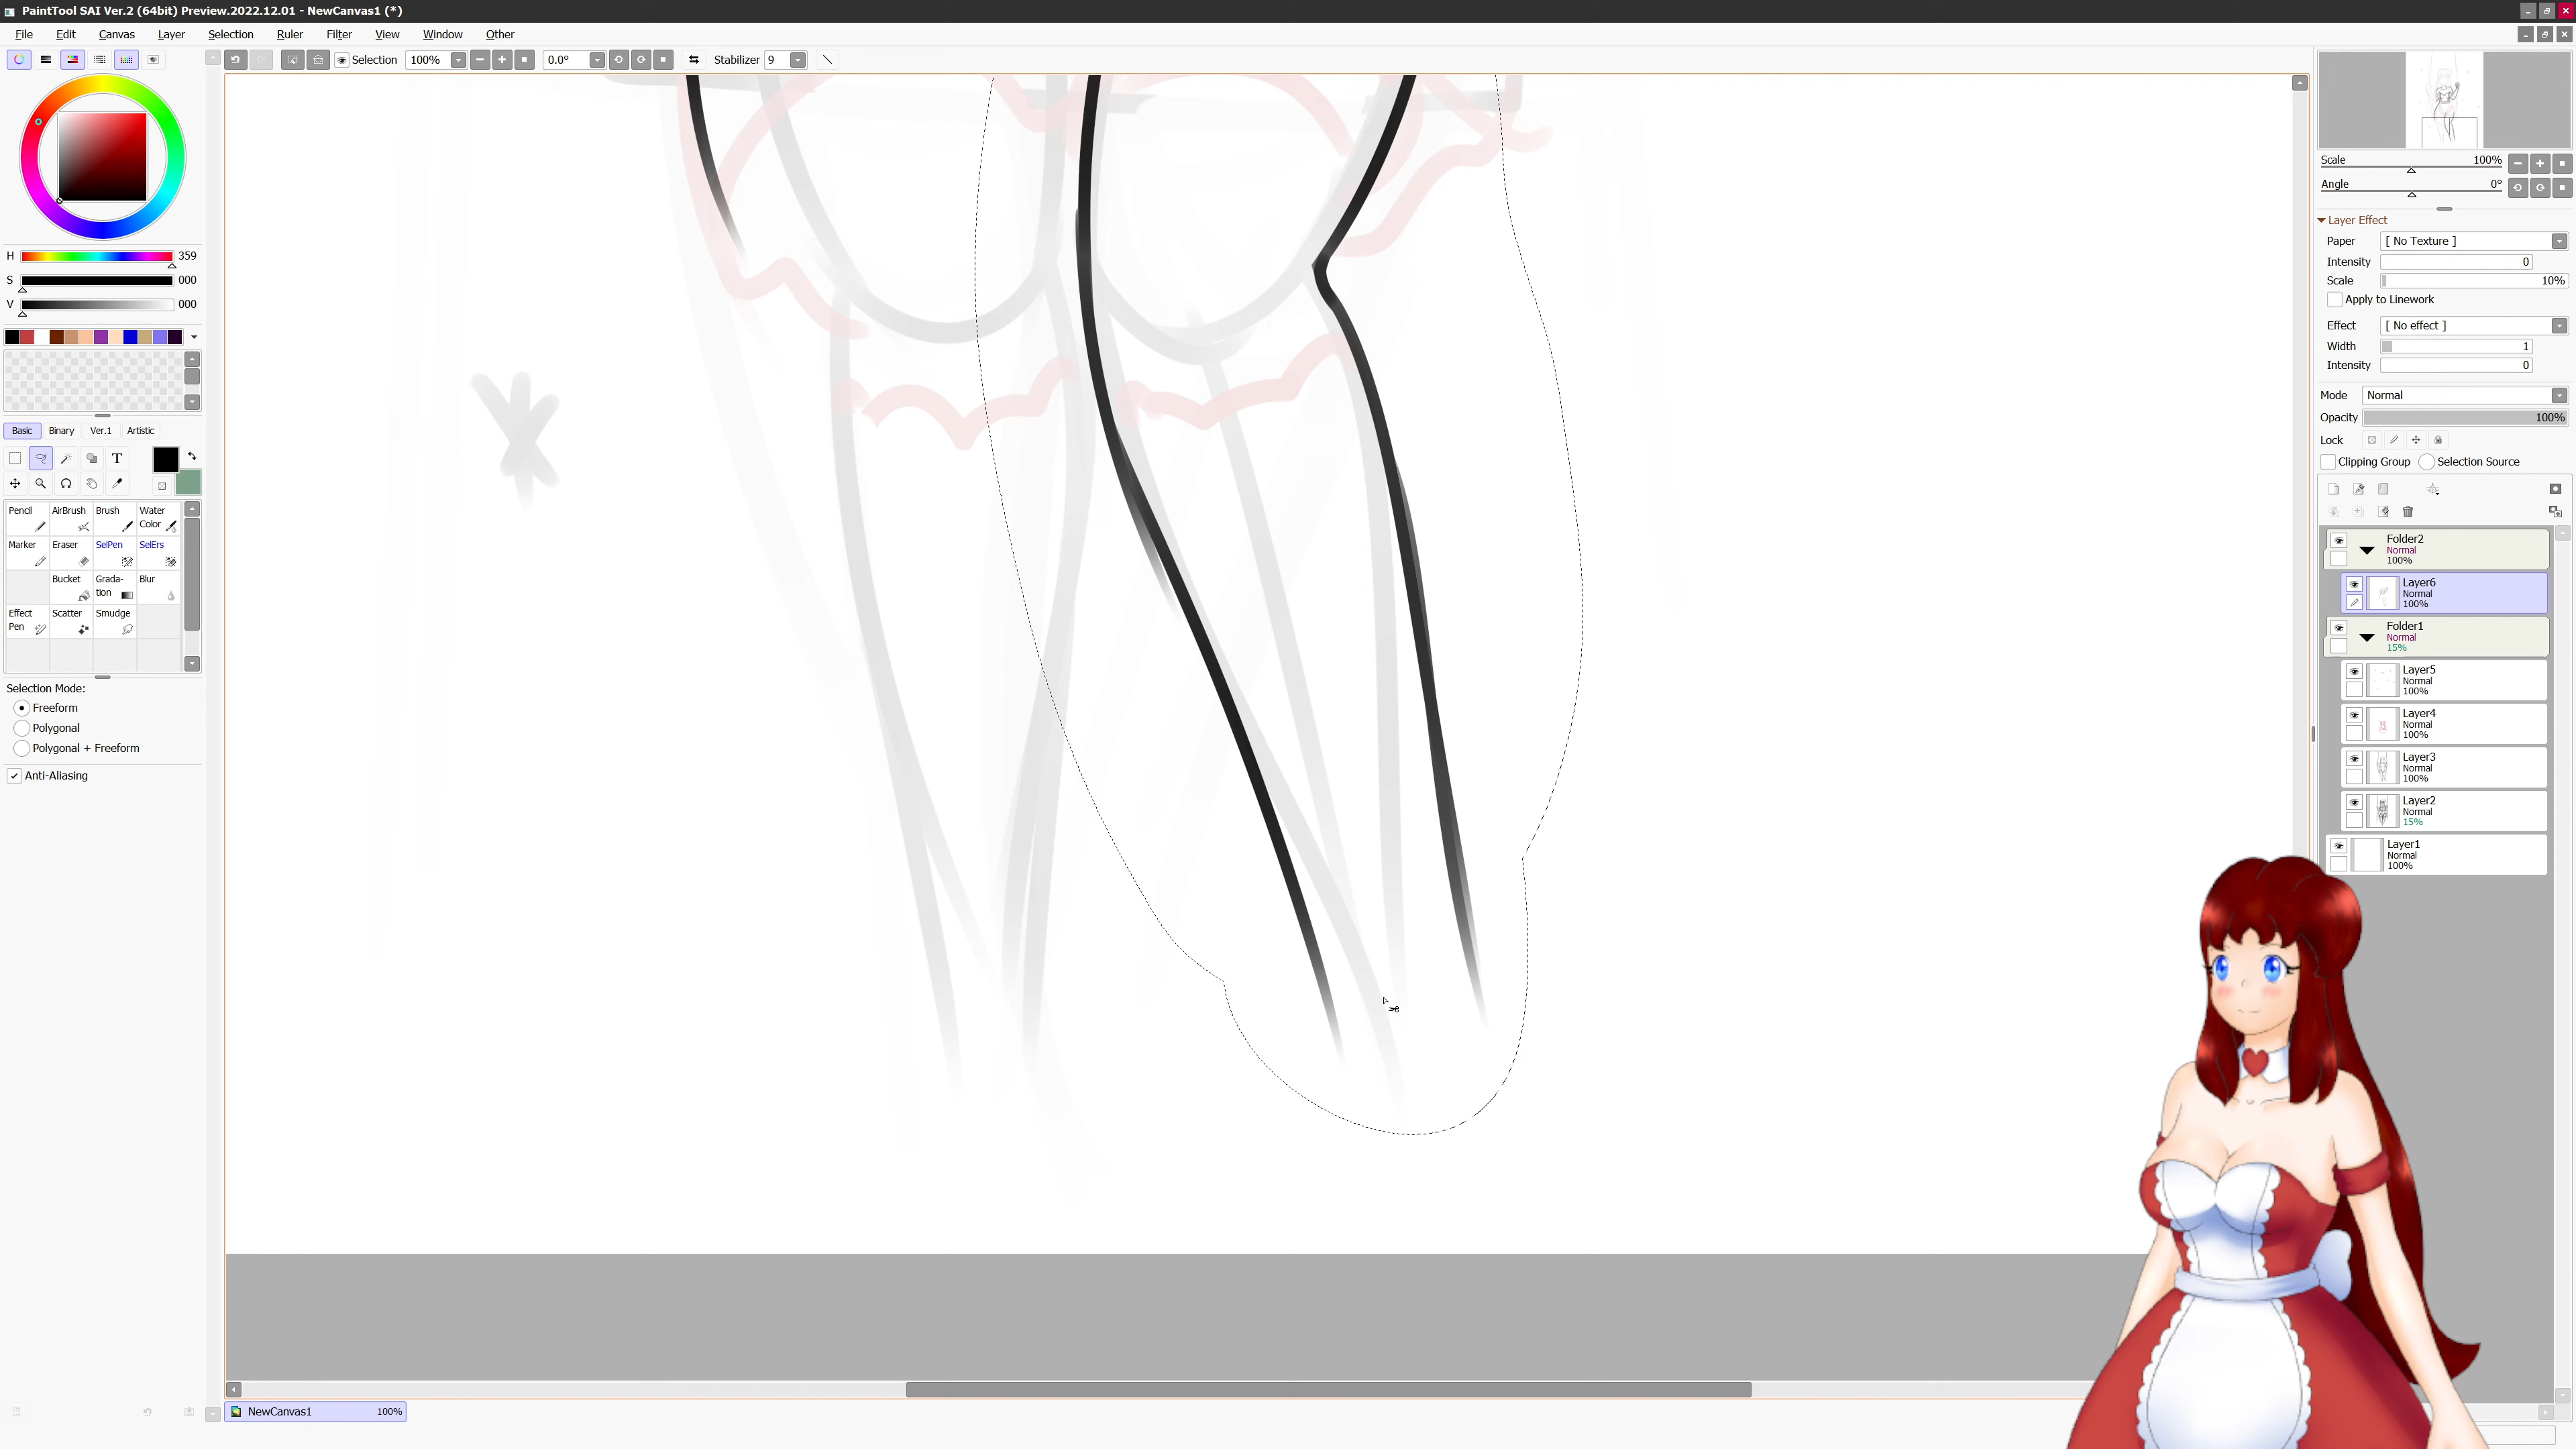 PaintTool SAI Ver.2 (64bit) Preview.2022.12.01 - NewCanvas1 (*)
File Edit Canvas Layer Selection Ruler Filter View Window Other
Selection 100% 0.0° Stabilizer 9
H 359
S 000
V 000
Basic Binary Ver.1 Artistic
T
Pencil AirBrush Brush Water Color
Marker Eraser SelPen SelErs
Bucket Grada-tion Blur
Effect Pen Scatter Smudge
Selection Mode:
Freeform
Polygonal
Polygonal + Freeform
Anti-Aliasing
NewCanvas1 100%
Scale 100%
Angle 0°
Layer Effect
Paper [ No Texture ]
Intensity 0
Scale 10%
Apply to Linework
Effect [ No effect ]
Width 1
Intensity 0
Mode Normal
Opacity 100%
Lock
Clipping Group Selection Source
Folder2
Normal
100%
Layer6
Normal
100%
Folder1
Normal
15%
Layer5
Normal
100%
Layer4
Normal
100%
Layer3
Normal
100%
Layer2
Normal
15%
Layer1
Normal
100%